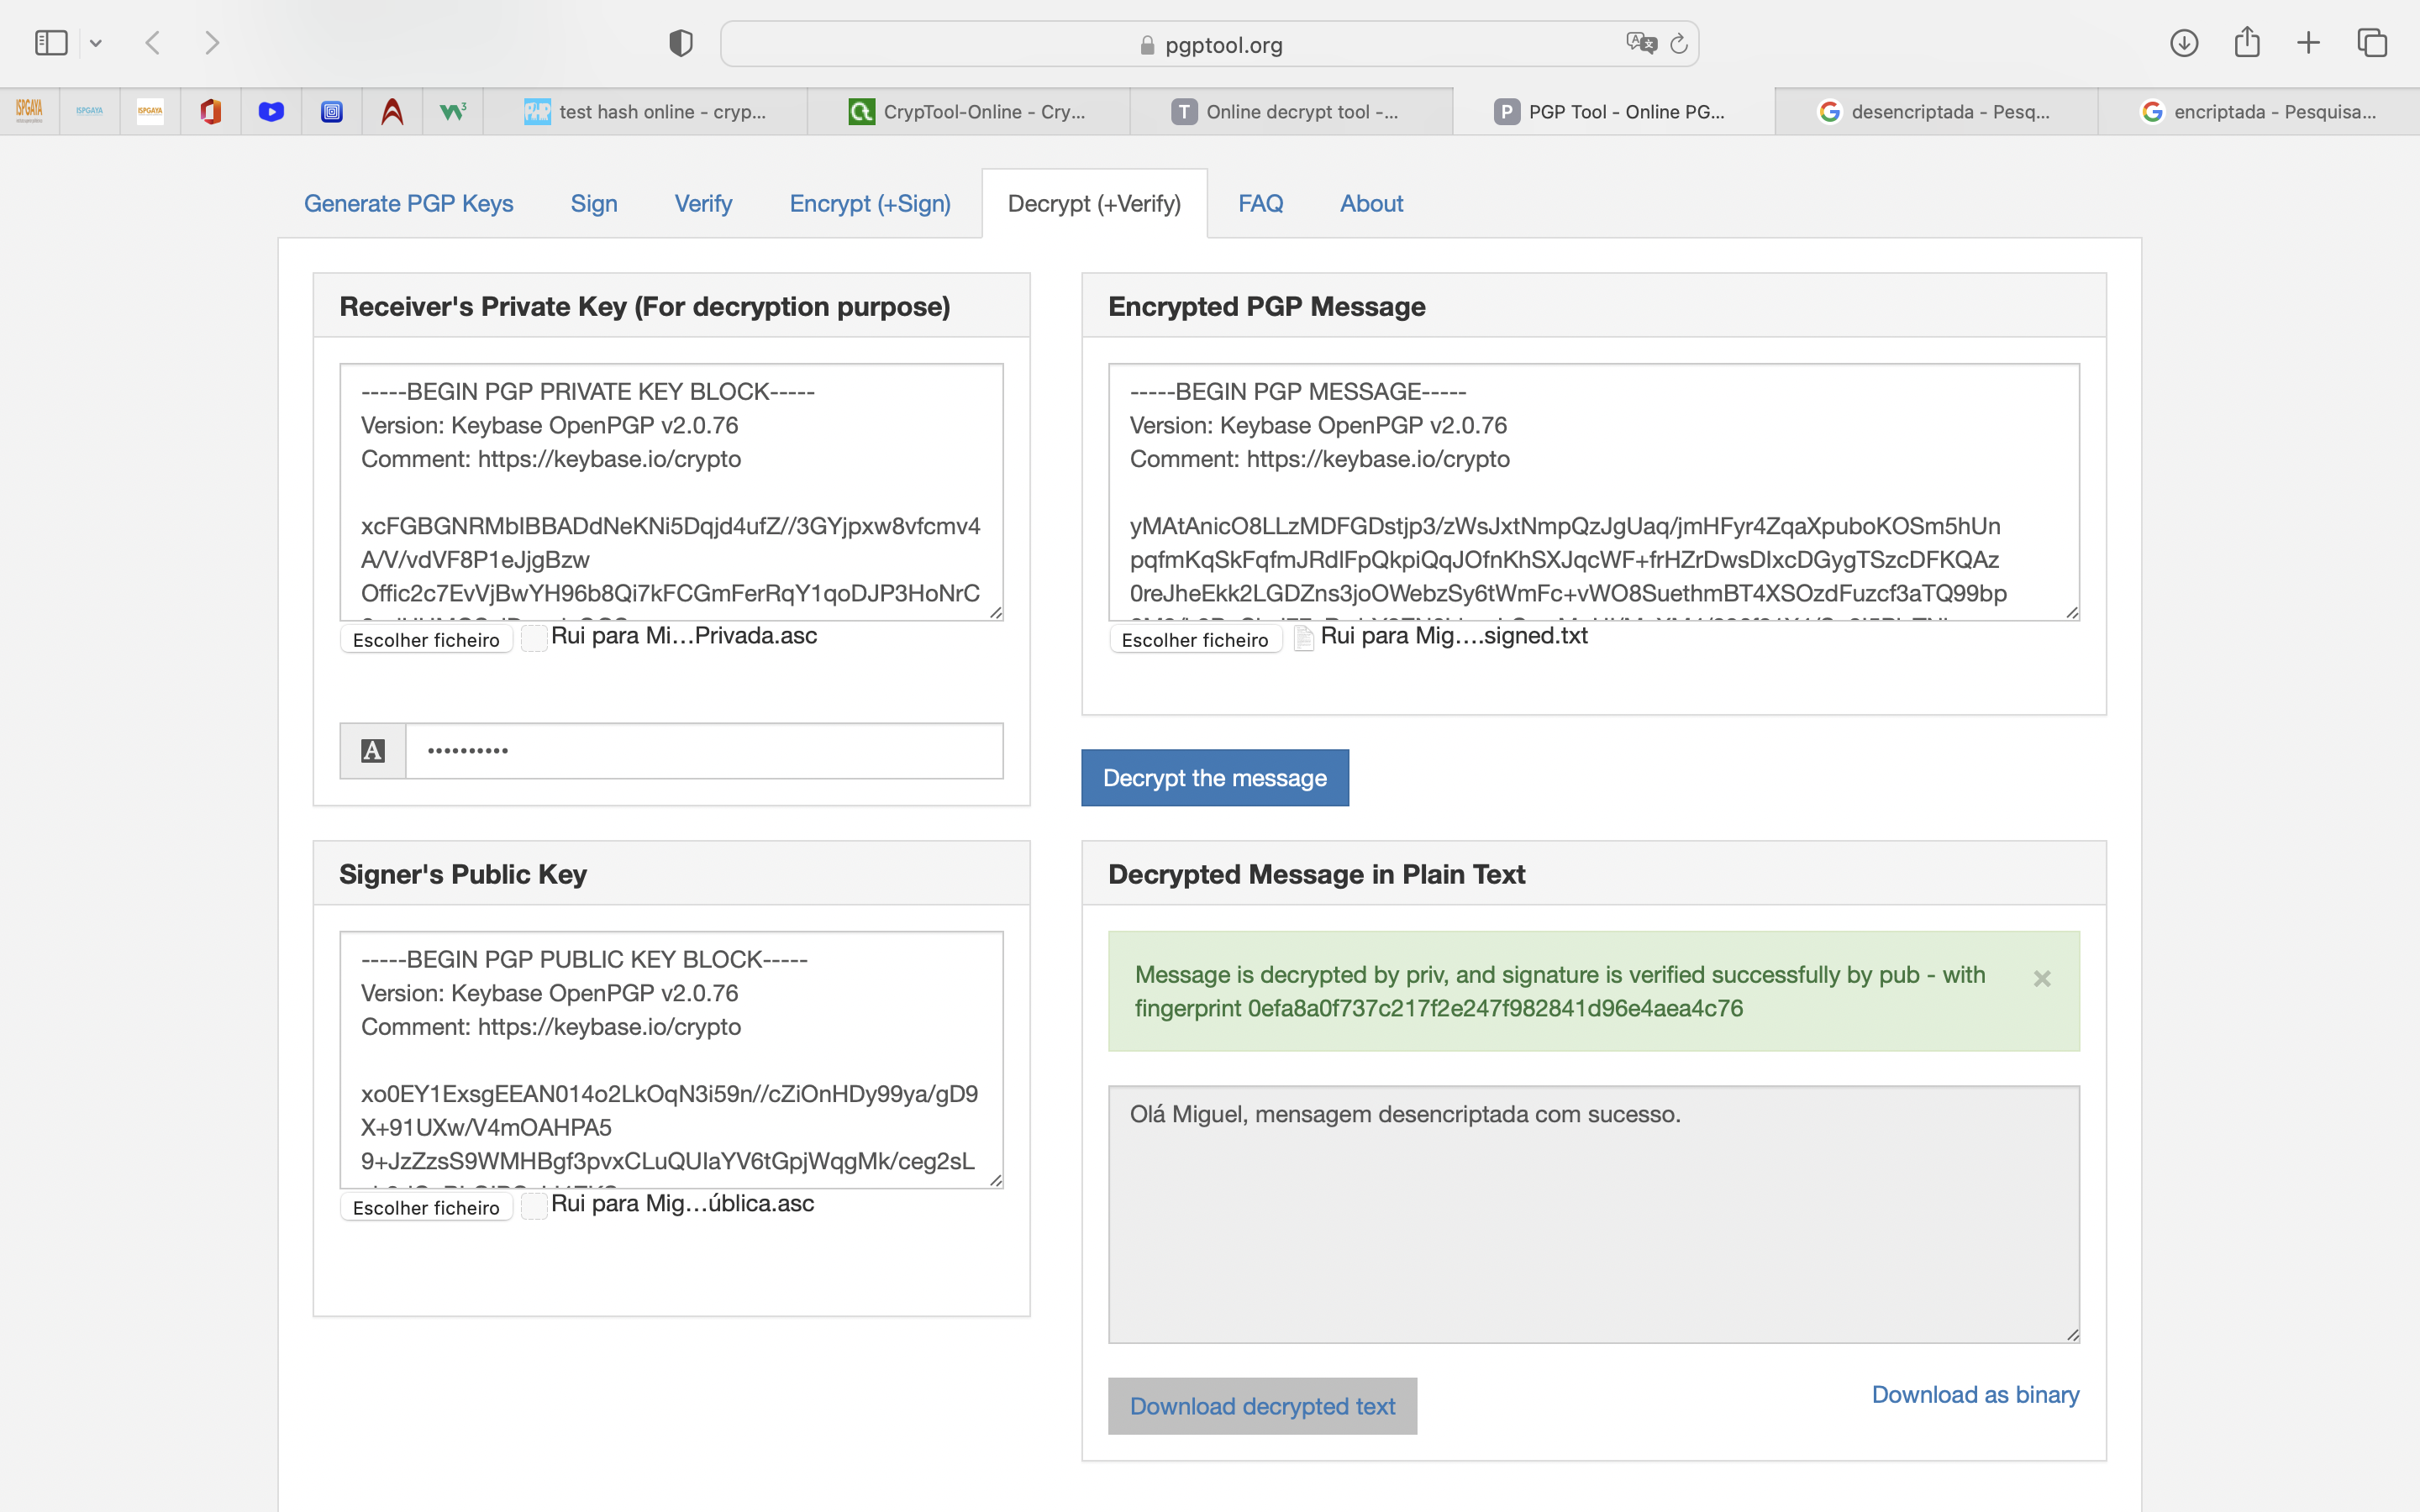 pgptool.org
ISPGAYA
ISPGAYA
ISPGAYA
test hash online - cryp...
CrypTool-Online - Cry...
Online decrypt tool -...
PGP Tool - Online PG...
desencriptada - Pesq...
encriptada - Pesquisa...
Generate PGP Keys
Sign
Verify
Encrypt (+Sign)
Decrypt (+Verify)
FAQ
About
Receiver's Private Key (For decryption purpose)
-----BEGIN PGP PRIVATE KEY BLOCK-----
Version: Keybase OpenPGP v2.0.76
Comment: https://keybase.io/crypto
xcFGBGNRMblBBADdNeKNi5Dqjd4ufZ//3GYjpxw8vfcmv4
A/V/vdVF8P1eJjgBzw
Offic2c7EvVjBwYH96b8Qi7kFCGmFerRqY1qoDJP3HoNrC
Escolher ficheiro
Rui para Mi...Privada.asc
••••••••••
Encrypted PGP Message
-----BEGIN PGP MESSAGE-----
Version: Keybase OpenPGP v2.0.76
Comment: https://keybase.io/crypto
yMAtAnicO8LLzMDFGDstjp3/zWsJxtNmpQzJgUaq/jmHFyr4ZqaXpuboKOSm5hUn
pqfmKqSkFqfmJRdlFpQkpiQqJOfnKhSXJqcWF+frHZrDwsDIxcDGygTSzcDFKQAz
0reJheEkk2LGDZns3joOWebzSy6tWmFc+vWO8SuethmBT4XSOzdFuzcf3aTQ99bp
Escolher ficheiro
Rui para Mig....signed.txt
Decrypt the message
Signer's Public Key
-----BEGIN PGP PUBLIC KEY BLOCK-----
Version: Keybase OpenPGP v2.0.76
Comment: https://keybase.io/crypto
xo0EY1ExsgEEAN014o2LkOqN3i59n//cZiOnHDy99ya/gD9
X+91UXw/V4mOAHPA5
9+JzZzsS9WMHBgf3pvxCLuQUIaYV6tGpjWqgMk/ceg2sL
Escolher ficheiro
Rui para Mig...ública.asc
Decrypted Message in Plain Text
Message is decrypted by priv, and signature is verified successfully by pub - with
fingerprint 0efa8a0f737c217f2e247f982841d96e4aea4c76
Olá Miguel, mensagem desencriptada com sucesso.
Download decrypted text
Download as binary